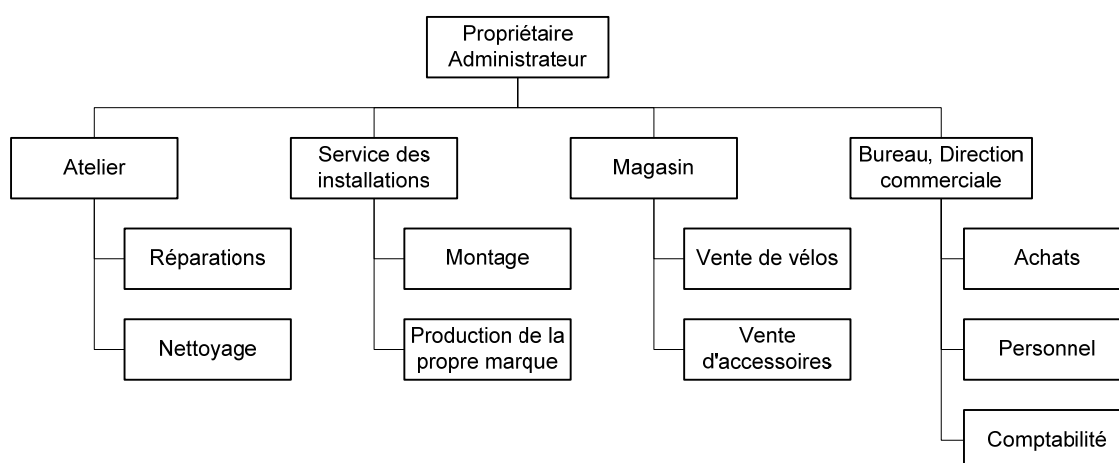 Propriétaire
Administrateur
Atelier
Service des
installations
Magasin
Bureau, Direction
commerciale
Réparations
Montage
Vente de vélos
Achats
Nettoyage
Production de la
propre marque
Vente
d'accessoires
Personnel
Comptabilité